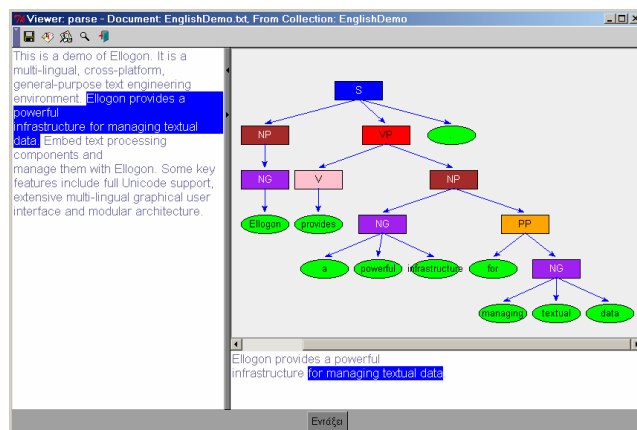 Viewer: parse - Document: EnglishDemo.txt, From Collection: EnglishDemo
This is a demo of Ellogon. It is a
multi-lingual, cross-platform,
general-purpose text engineering
environment. Ellogon provides a
powerful
infrastructure for managing textual
data. Embed text processing
components and
manage them with Ellogon. Some key
features include full Unicode support,
extensive multi-lingual graphical user
interface and modular architecture.
S
NP VP .
NG V NP
Ellogon provides NG PP
a powerful infrastructure for NG
managing textual data
Ellogon provides a powerful
infrastructure for managing textual data
Εντάξει